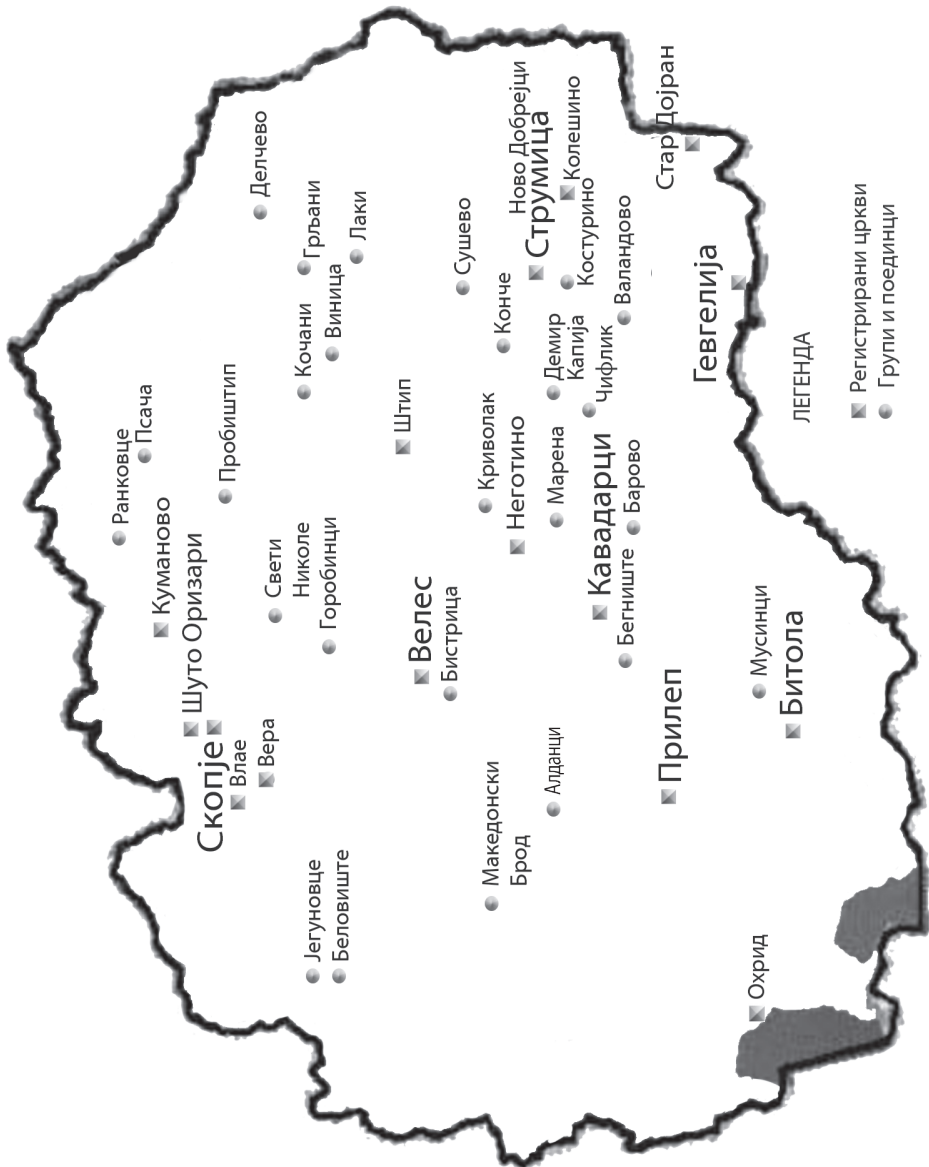 Ранковце
Псача
Куманово
Шуто Оризари
Скопје
Влае
Вера
Пробиштип
Делчево
Свети
Николе
Горобинци
Кочани
Грљани
Виница
Лаки
Јегуновце
Беловиште
Штип
Велес
Бистрица
Сушево
Конче
Криволак
Неготино
Ново Добрејци
Струмица
Колешино
Костурино
Македонски
Брод
Алданци
Демир
Капија
Марена
Чифлик
Валандово
Кавадарци
Бегниште
Барово
Прилеп
Стар Дојран
Гевгелија
Мусинци
Битола
Охрид
ЛЕГЕНДА
Регистрирани цркви
Групи и поединци